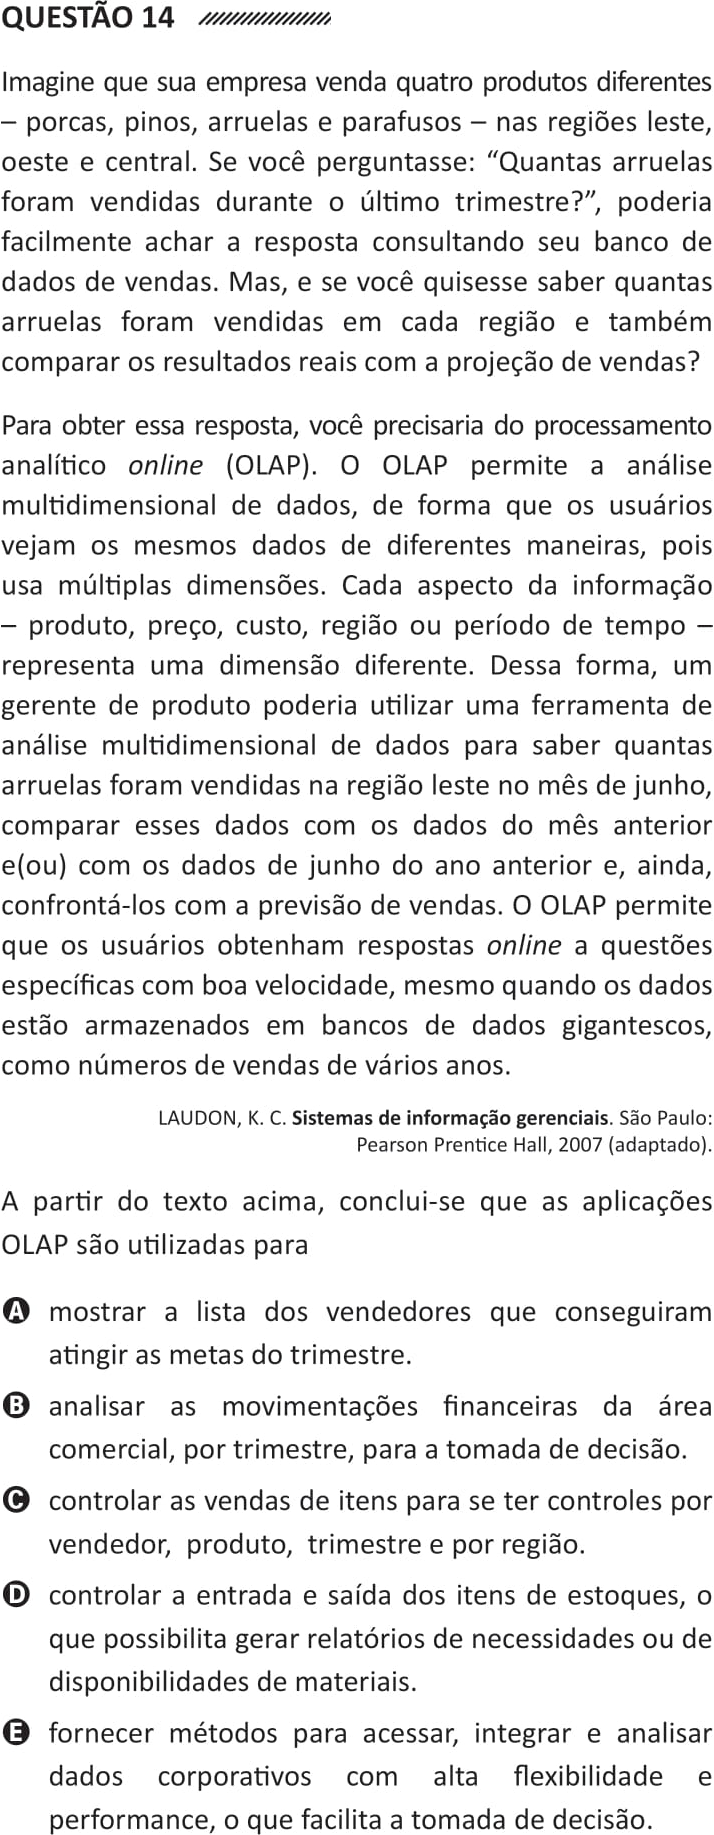 QUESTÃO 14
Imagine que sua empresa venda quatro produtos diferentes
– porcas, pinos, arruelas e parafusos – nas regiões leste,
oeste e central. Se você perguntasse: “Quantas arruelas
foram vendidas durante o último trimestre?”, poderia
facilmente achar a resposta consultando seu banco de
dados de vendas. Mas, e se você quisesse saber quantas
arruelas foram vendidas em cada região e também
comparar os resultados reais com a projeção de vendas?
Para obter essa resposta, você precisaria do processamento
analítico online (OLAP). O OLAP permite a análise
multidimensional de dados, de forma que os usuários
vejam os mesmos dados de diferentes maneiras, pois
usa múltiplas dimensões. Cada aspecto da informação
– produto, preço, custo, região ou período de tempo –
representa uma dimensão diferente. Dessa forma, um
gerente de produto poderia utilizar uma ferramenta de
análise multidimensional de dados para saber quantas
arruelas foram vendidas na região leste no mês de junho,
comparar esses dados com os dados do mês anterior
e(ou) com os dados de junho do ano anterior e, ainda,
confrontá-los com a previsão de vendas. O OLAP permite
que os usuários obtenham respostas online a questões
específicas com boa velocidade, mesmo quando os dados
estão armazenados em bancos de dados gigantescos,
como números de vendas de vários anos.
LAUDON, K. C. Sistemas de informação gerenciais. São Paulo:
Pearson Prentice Hall, 2007 (adaptado).
A partir do texto acima, conclui-se que as aplicações
OLAP são utilizadas para
A mostrar a lista dos vendedores que conseguiram
atingir as metas do trimestre.
B analisar as movimentações financeiras da área
comercial, por trimestre, para a tomada de decisão.
C controlar as vendas de itens para se ter controles por
vendedor, produto, trimestre e por região.
D controlar a entrada e saída dos itens de estoques, o
que possibilita gerar relatórios de necessidades ou de
disponibilidades de materiais.
E fornecer métodos para acessar, integrar e analisar
dados corporativos com alta flexibilidade e
performance, o que facilita a tomada de decisão.